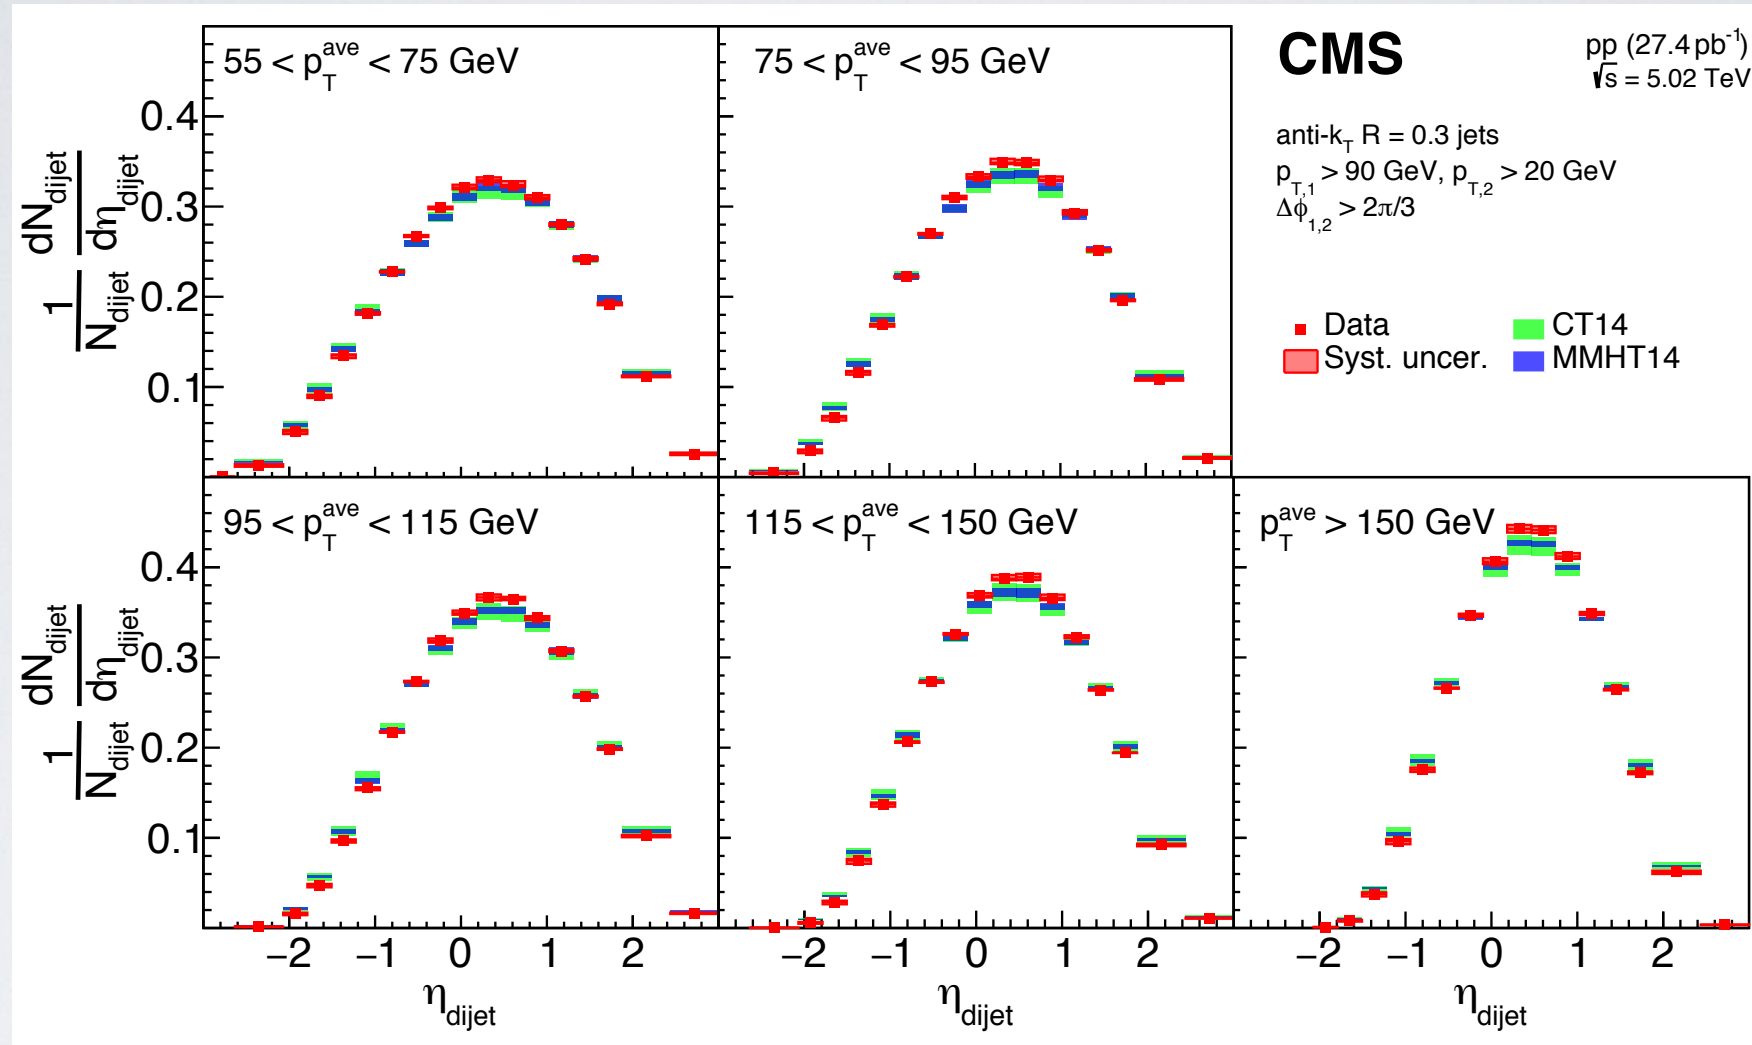 55 < p_T^ave < 75 GeV
75 < p_T^ave < 95 GeV
CMS
pp (27.4 pb⁻¹)
√s = 5.02 TeV
anti-k_T R = 0.3 jets
p_T,1 > 90 GeV, p_T,2 > 20 GeV
Δϕ_1,2 > 2π/3
Data
CT14
Syst. uncer.
MMHT14
1/N_dijet dN_dijet/dη_dijet
0.4
0.3
0.2
0.1
95 < p_T^ave < 115 GeV
115 < p_T^ave < 150 GeV
p_T^ave > 150 GeV
1/N_dijet dN_dijet/dη_dijet
0.4
0.3
0.2
0.1
−2 −1 0 1 2
−2 −1 0 1 2
−2 −1 0 1 2
η_dijet
η_dijet
η_dijet